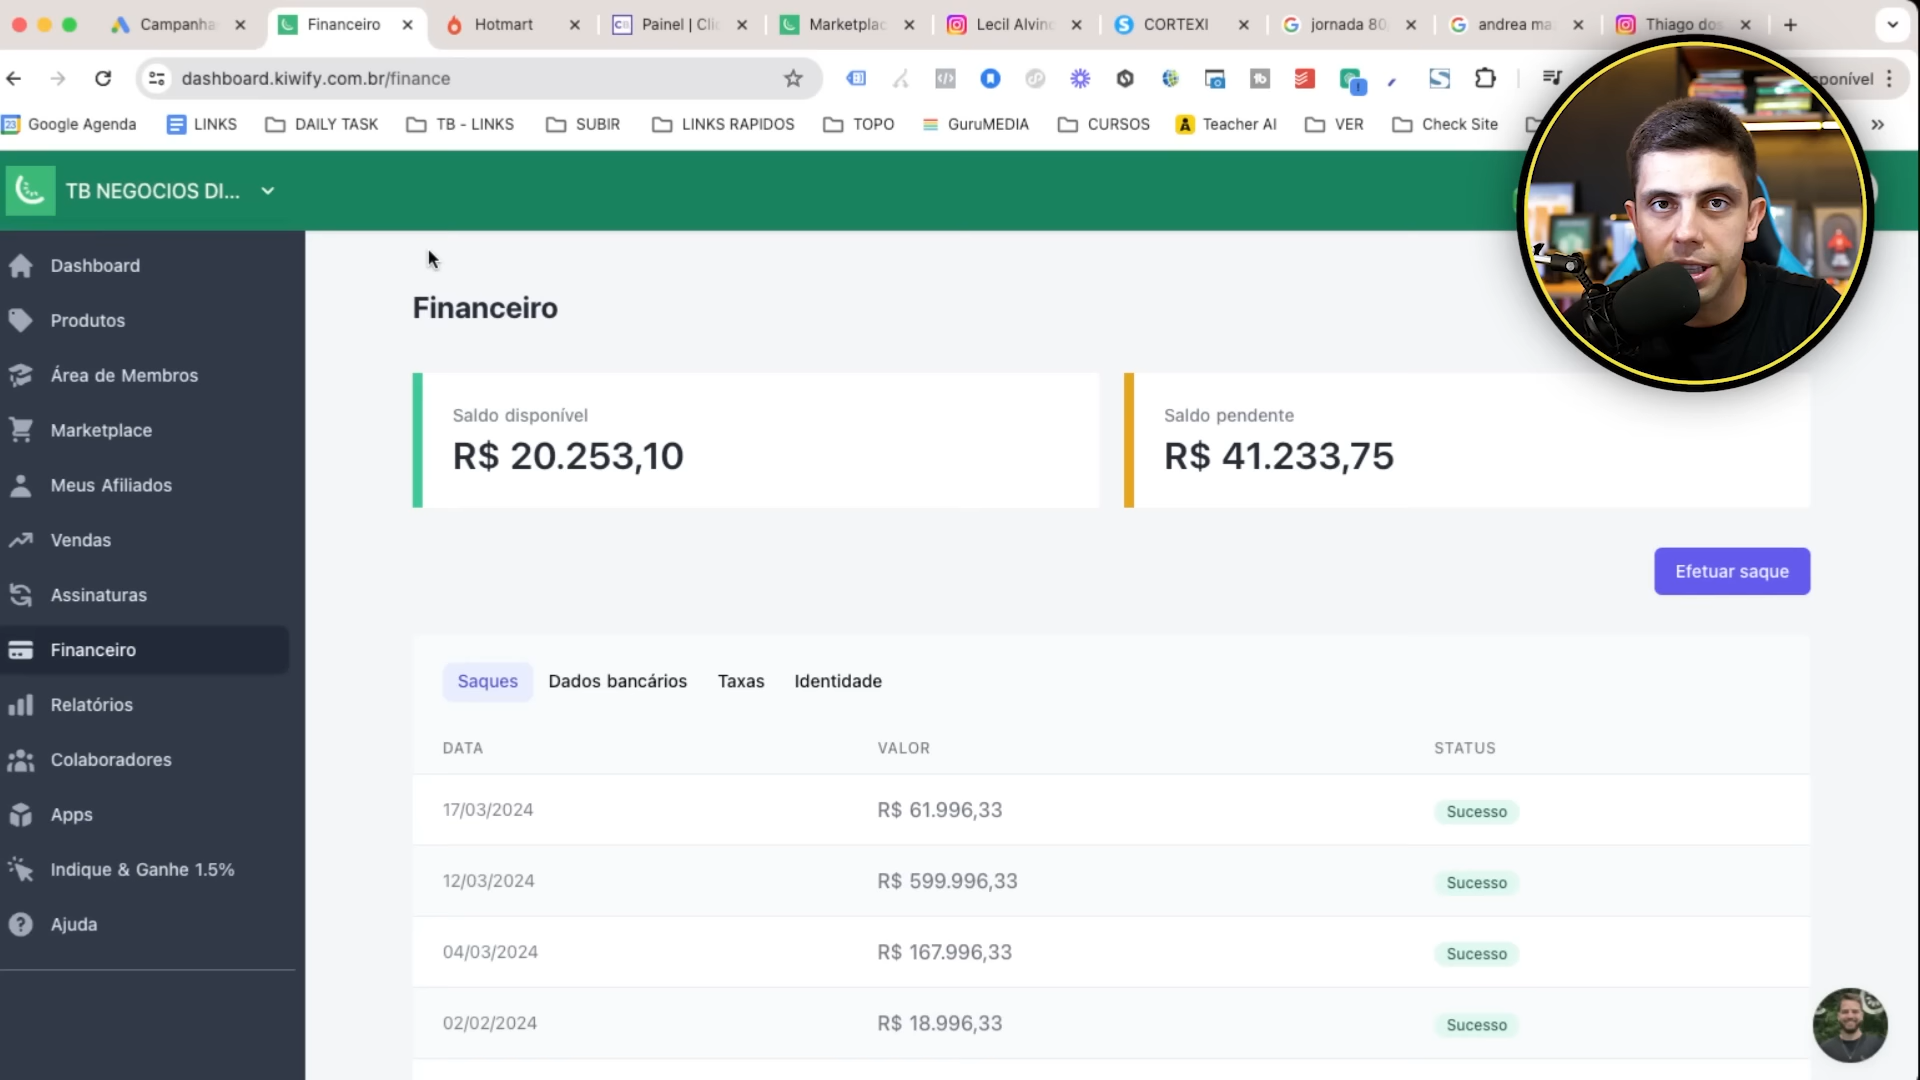 Campanha
Financeiro
Hotmart
Painel | Clic
Marketplac
Lecil Alvino
CORTEXI
jornada 80
andrea ma
Thiago dos
dashboard.kiwify.com.br/finance
sponível
Google Agenda
LINKS
DAILY TASK
TB - LINKS
SUBIR
LINKS RAPIDOS
TOPO
GuruMEDIA
CURSOS
Teacher AI
VER
Check Site
TB NEGOCIOS DI...
Dashboard
Produtos
Área de Membros
Marketplace
Meus Afiliados
Vendas
Assinaturas
Financeiro
Relatórios
Colaboradores
Apps
Indique & Ganhe 1.5%
Ajuda
Financeiro
Saldo disponível
R$ 20.253,10
Saldo pendente
R$ 41.233,75
Efetuar saque
Saques Dados bancários Taxas Identidade
DATA VALOR STATUS
17/03/2024 R$ 61.996,33 Sucesso
12/03/2024 R$ 599.996,33 Sucesso
04/03/2024 R$ 167.996,33 Sucesso
02/02/2024 R$ 18.996,33 Sucesso